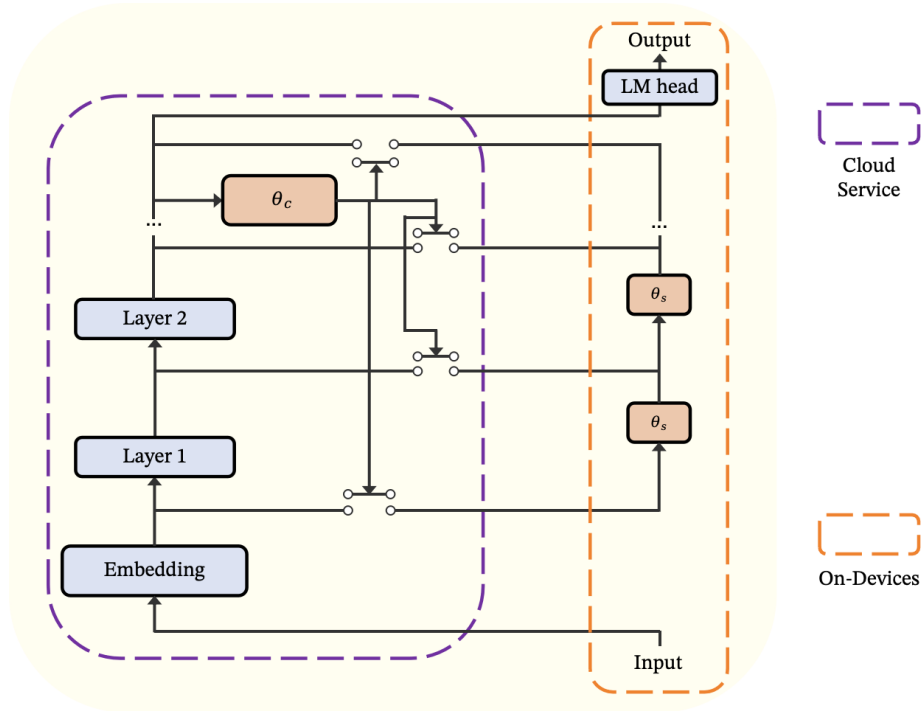 Output
LM head
Cloud
Service
θc
...
...
θs
Layer 2
θs
Layer 1
Embedding
On-Devices
Input